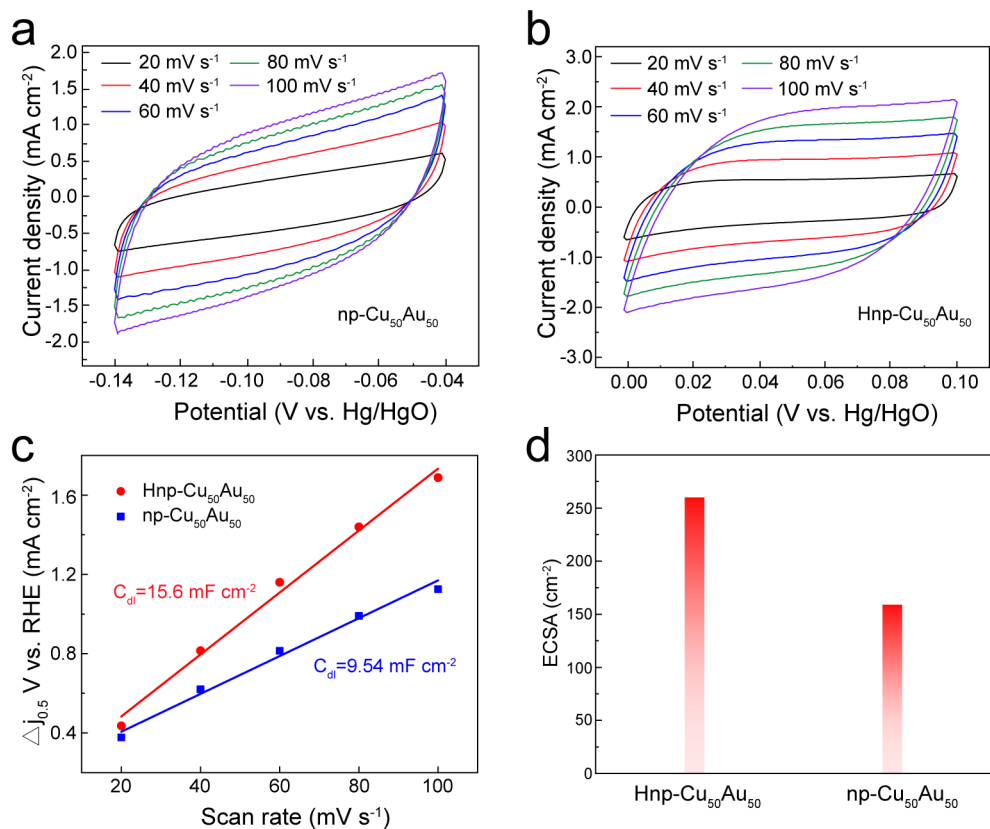 a
2.0
1.5
1.0
0.5
0.0
-0.5
-1.0
-1.5
-2.0
Current density (mA cm⁻²)
20 mV s⁻¹
40 mV s⁻¹
60 mV s⁻¹
80 mV s⁻¹
100 mV s⁻¹
np-Cu₅₀Au₅₀
-0.14 -0.12 -0.10 -0.08 -0.06 -0.04
Potential (V vs. Hg/HgO)
b
3.0
2.0
1.0
0.0
-1.0
-2.0
-3.0
Current density (mA cm⁻²)
20 mV s⁻¹
40 mV s⁻¹
60 mV s⁻¹
80 mV s⁻¹
100 mV s⁻¹
Hnp-Cu₅₀Au₅₀
0.00 0.02 0.04 0.06 0.08 0.10
Potential (V vs. Hg/HgO)
c
1.6
1.2
0.8
0.4
△j₀.₅ V vs. RHE (mA cm⁻²)
Hnp-Cu₅₀Au₅₀
np-Cu₅₀Au₅₀
C_dl=15.6 mF cm⁻²
C_dl=9.54 mF cm⁻²
20 40 60 80 100
Scan rate (mV s⁻¹)
d
300
250
200
150
100
50
0
ECSA (cm⁻²)
Hnp-Cu₅₀Au₅₀ np-Cu₅₀Au₅₀